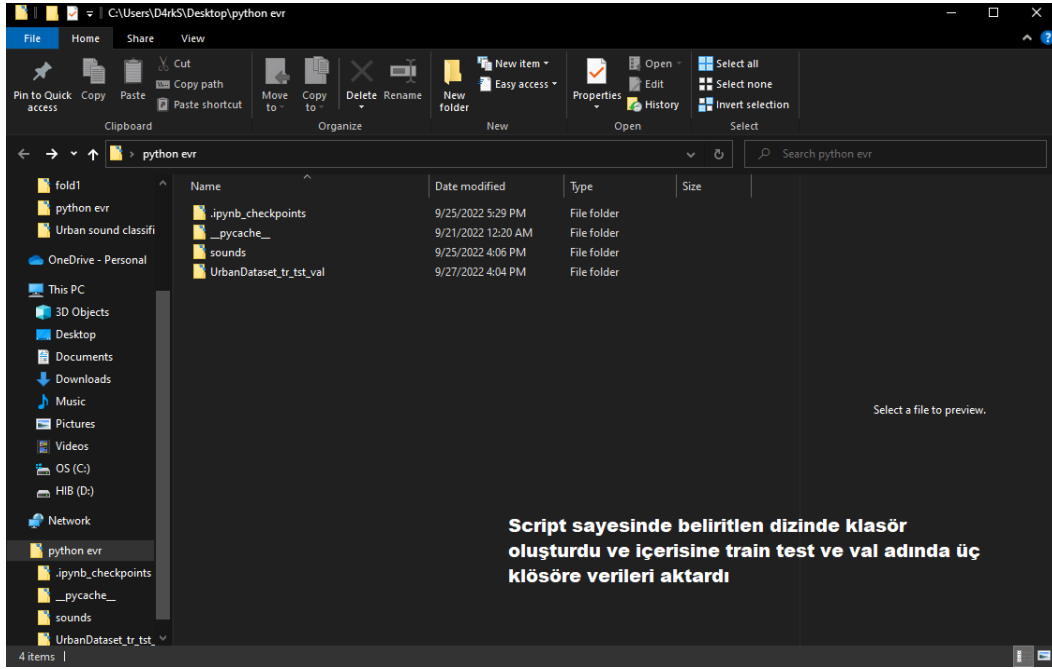 C:\Users\D4rkS\Desktop\python evr
File Home Share View
Pin to Quick access
Copy
Paste
Cut
Copy path
Paste shortcut
Move to
Copy to
Delete
Rename
New folder
New item
Easy access
Properties
Open
Edit
History
Select all
Select none
Invert selection
Clipboard Organize New Open Select
python evr
Search python evr
fold1
python evr
Urban sound classifi
OneDrive - Personal
This PC
3D Objects
Desktop
Documents
Downloads
Music
Pictures
Videos
OS (C:)
HIB (D:)
Network
python evr
.ipynb_checkpoints
__pycache__
sounds
UrbanDataset_tr_tst_
Name Date modified Type Size
.ipynb_checkpoints 9/25/2022 5:29 PM File folder
__pycache__ 9/21/2022 12:20 AM File folder
sounds 9/25/2022 4:06 PM File folder
UrbanDataset_tr_tst_val 9/27/2022 4:04 PM File folder
Select a file to preview.
Script sayesinde beliritlen dizinde klasör
oluşturdu ve içerisine train test ve val adında üç
klösöre verileri aktardı
4 items